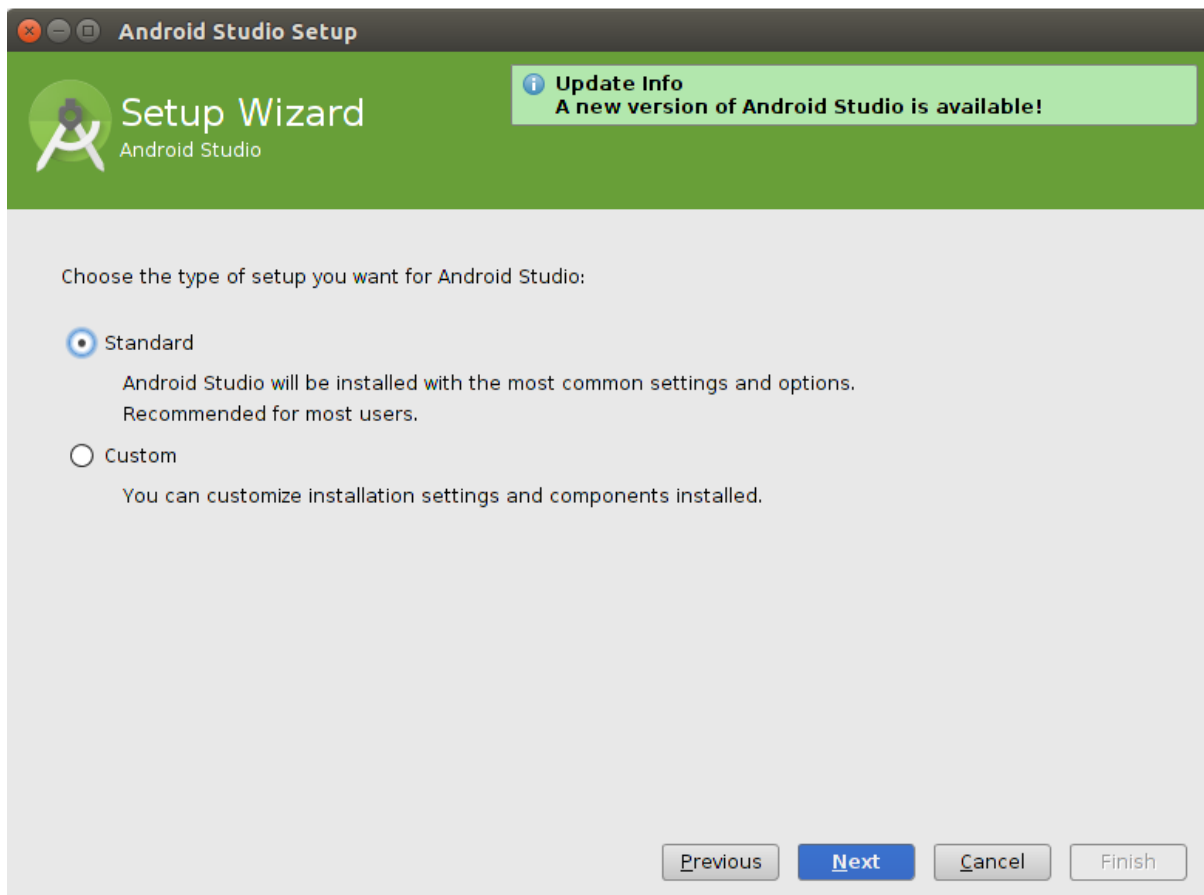 Android Studio Setup
Setup Wizard
Android Studio
Update Info
A new version of Android Studio is available!
Choose the type of setup you want for Android Studio:
Standard
Android Studio will be installed with the most common settings and options.
Recommended for most users.
Custom
You can customize installation settings and components installed.
Previous
Next
Cancel
Finish